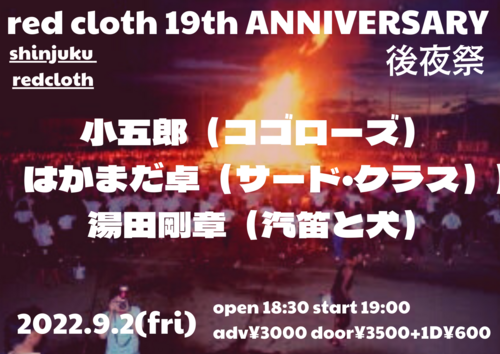 red cloth 19th ANNIVERSARY
shinjuku
redcloth
後夜祭
小五郎（コゴローズ）
はかまだ卓（サード・クラス））
湯田剛章（汽笛と犬）
2022.9.2(fri)
open 18:30 start 19:00
adv¥3000 door¥3500+1D¥600